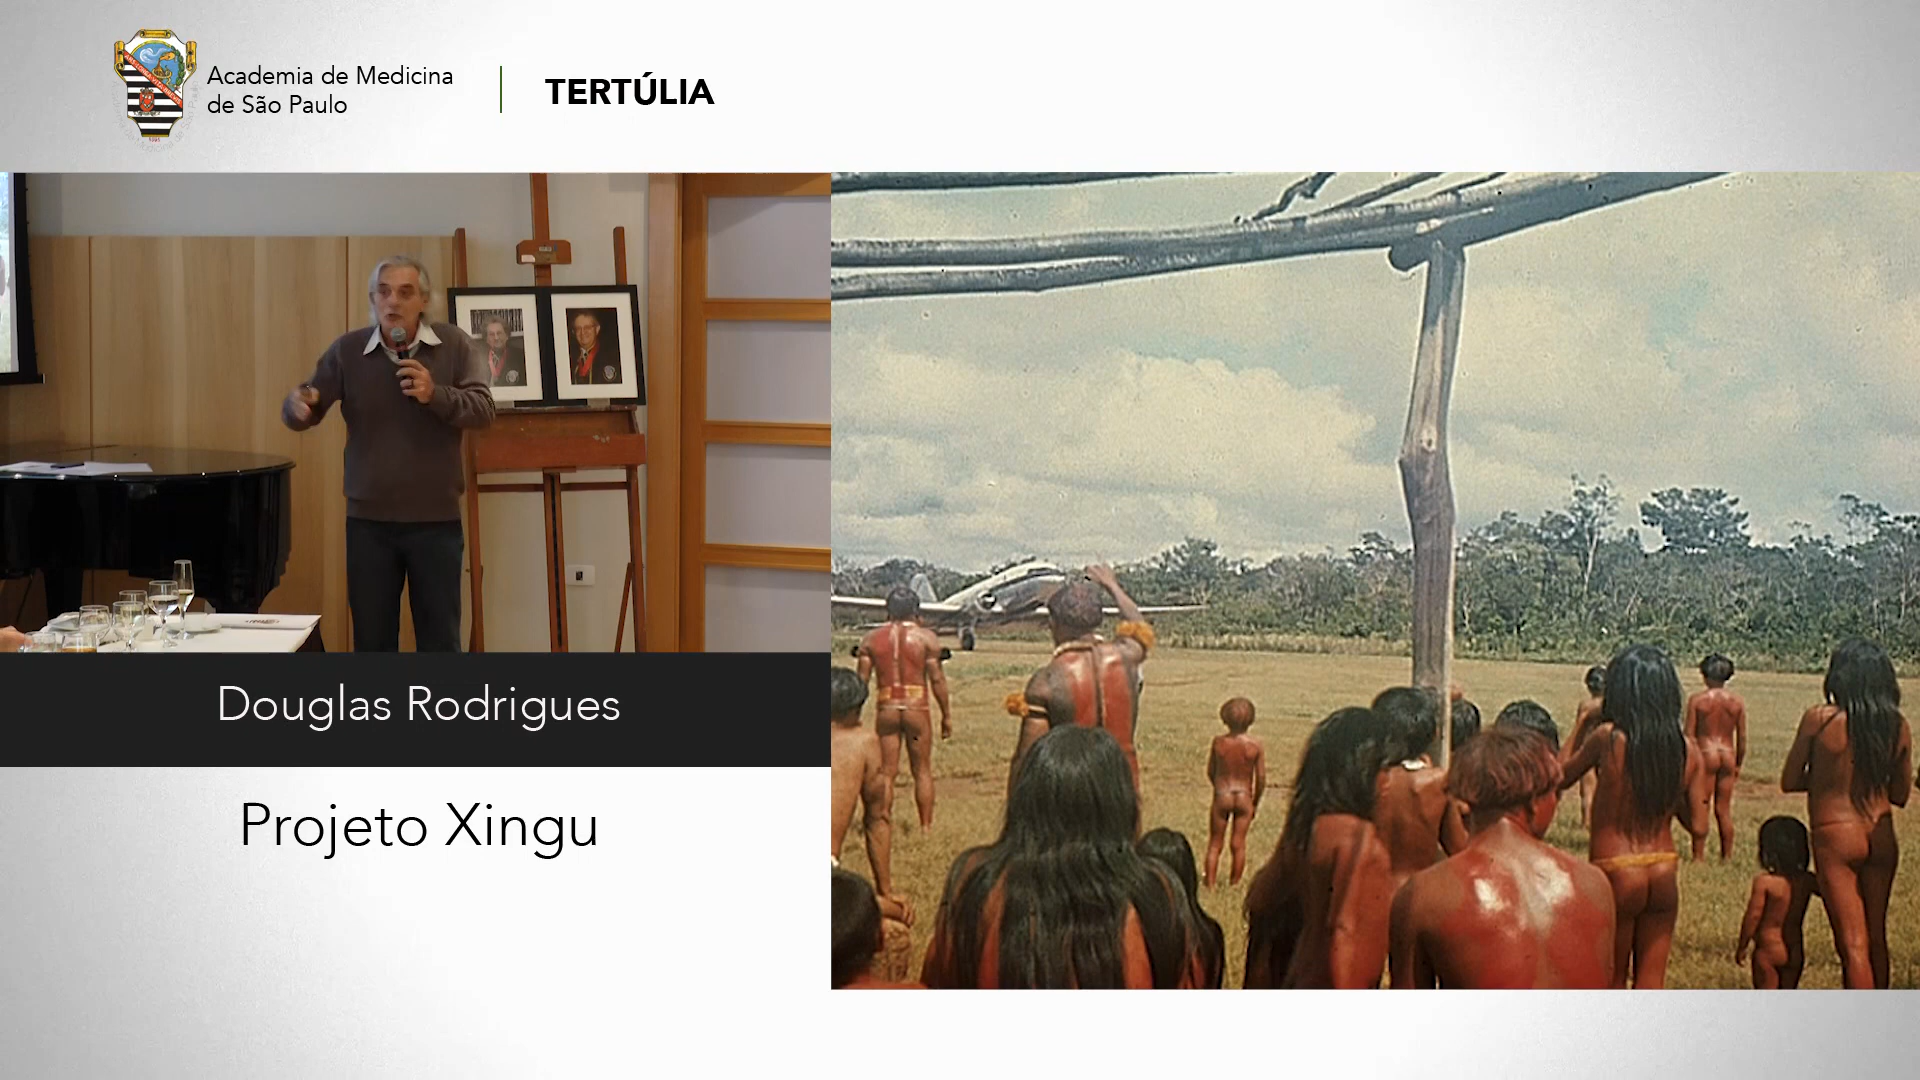 Academia de Medicina
de São Paulo
TERTÚLIA
Douglas Rodrigues
Projeto Xingu